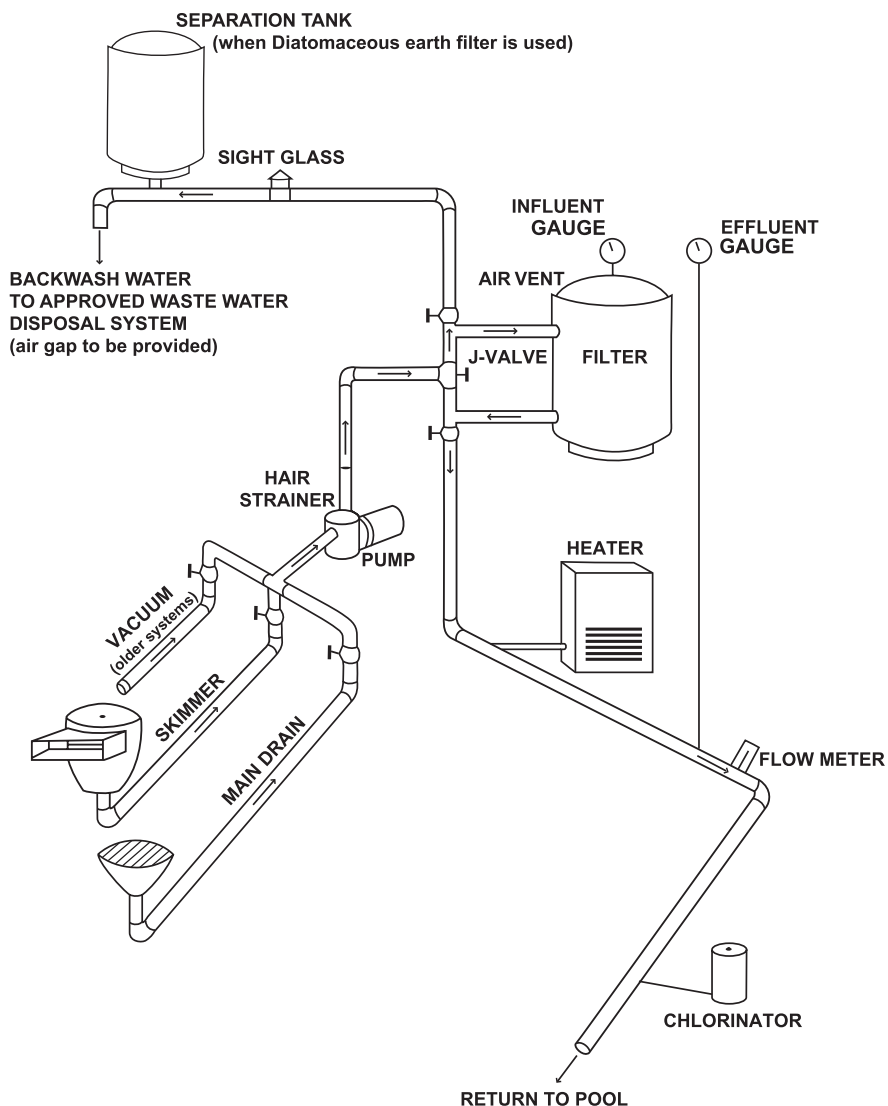 SEPARATION TANK
(when Diatomaceous earth filter is used)
SIGHT GLASS
INFLUENT
GAUGE
EFFLUENT
GAUGE
AIR VENT
BACKWASH WATER
TO APPROVED WASTE WATER
DISPOSAL SYSTEM
(air gap to be provided)
J-VALVE
FILTER
HAIR
STRAINER
PUMP
HEATER
VACUUM
(older systems)
SKIMMER
MAIN DRAIN
FLOW METER
CHLORINATOR
RETURN TO POOL